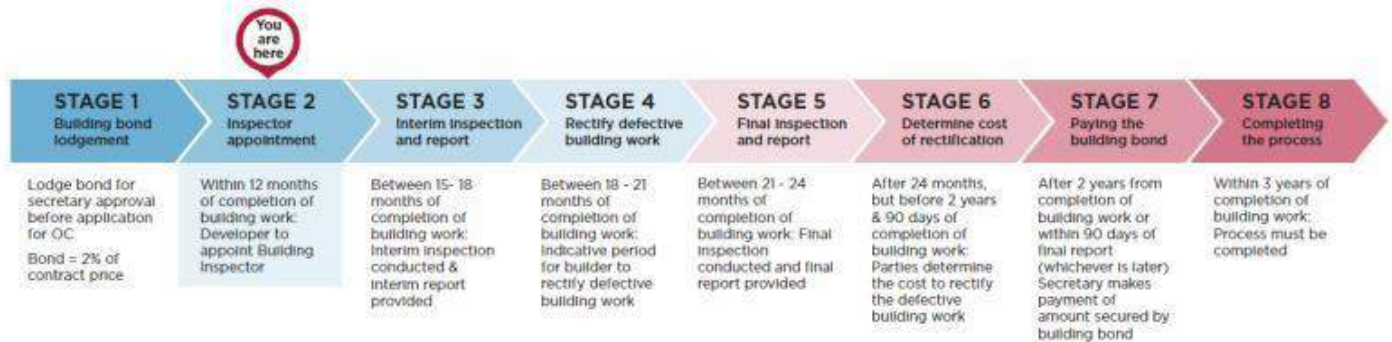 You
are
here
STAGE 1
Building bond
lodgement
STAGE 2
Inspector
appointment
STAGE 3
Interim inspection
and report
STAGE 4
Rectify defective
building work
STAGE 5
Final inspection
and report
STAGE 6
Determine cost
of rectification
STAGE 7
Paying the
building bond
STAGE 8
Completing
the process
Lodge bond for
secretary approval
before application
for OC
Bond = 2% of
contract price
Within 12 months
of completion of
building work:
Developer to
appoint Building
Inspector
Between 15- 18
months of
completion of
building work:
Interim inspection
conducted &
interim report
provided
Between 18 - 21
months of
completion of
building work:
Indicative period
for builder to
rectify defective
building work
Between 21 - 24
months of
completion of
building work: Final
inspection
conducted and final
report provided
After 24 months,
but before 2 years
& 90 days of
completion of
building work:
Parties determine
the cost to rectify
the defective
building work
After 2 years from
completion of
building work or
within 90 days of
final report
(whichever is later)
Secretary makes
payment of
amount secured by
building bond
Within 3 years of
completion of
building work:
Process must be
completed